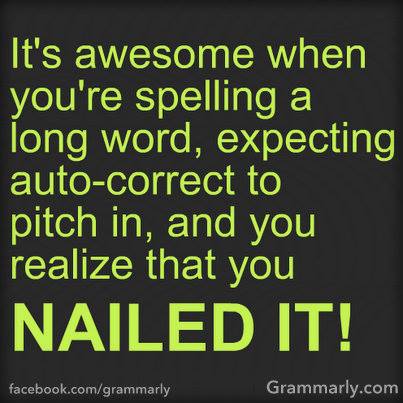 It's awesome when
you're spelling a
long word, expecting
auto-correct to
pitch in, and you
realize that you
NAILED IT!
facebook.com/grammarly
Grammarly.com